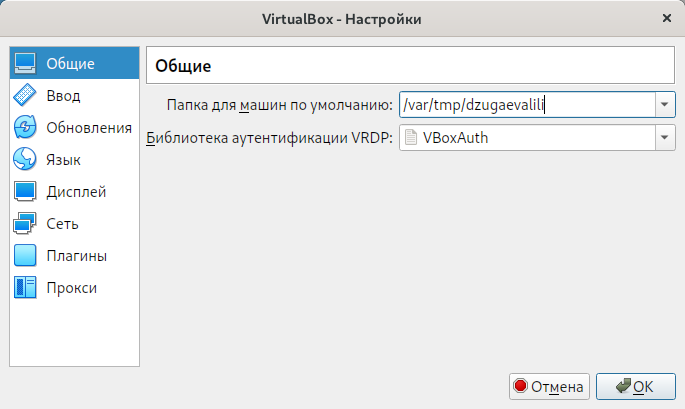 VirtualBox - Настройки
Общие
Ввод
Обновления
Язык
Дисплей
Сеть
Плагины
Прокси
Общие
Папка для машин по умолчанию: /var/tmp/dzugaevalili
Библиотека аутентификации VRDP: VBoxAuth
Отмена OK